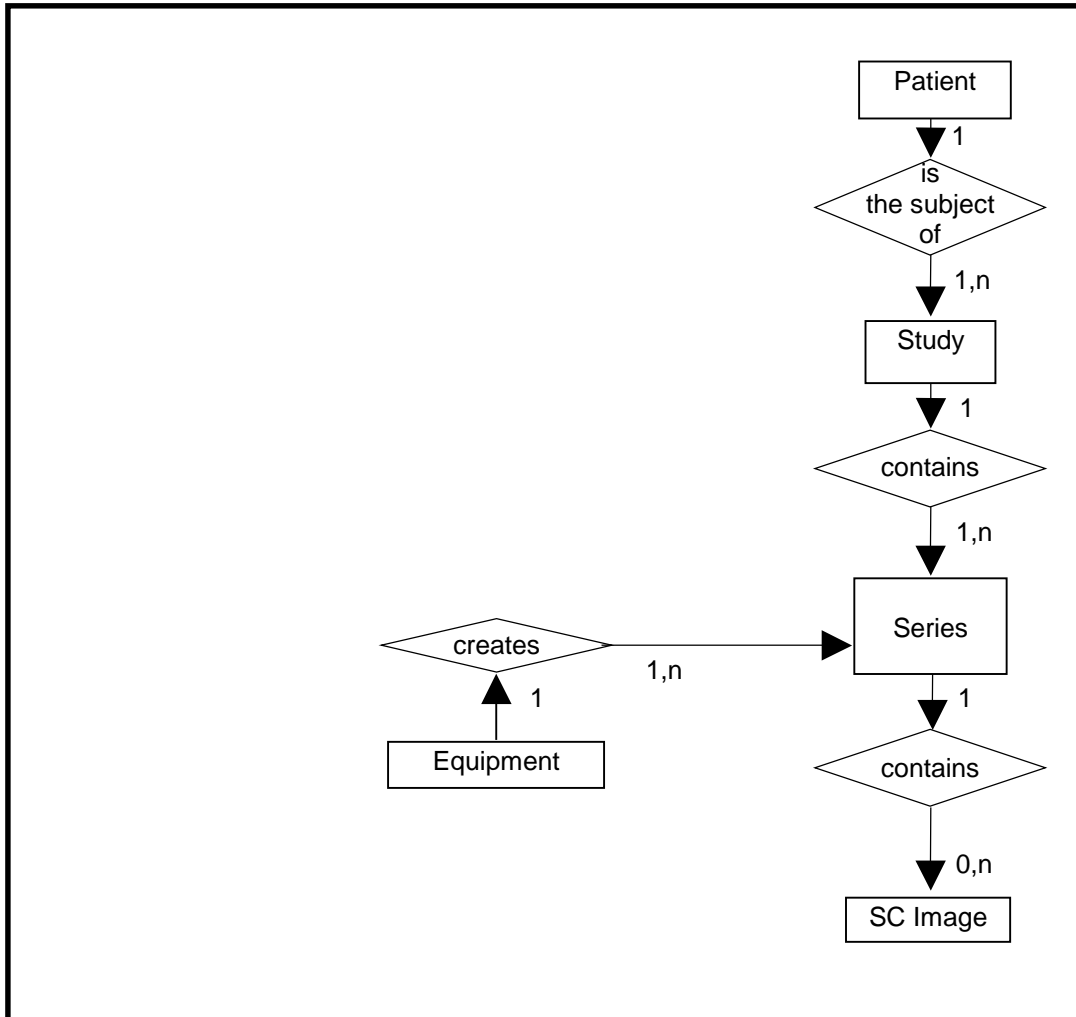 Patient
1
is
the subject
of
1,n
Study
1
contains
1,n
Series
creates
1,n
1
1
Equipment
contains
0,n
SC Image